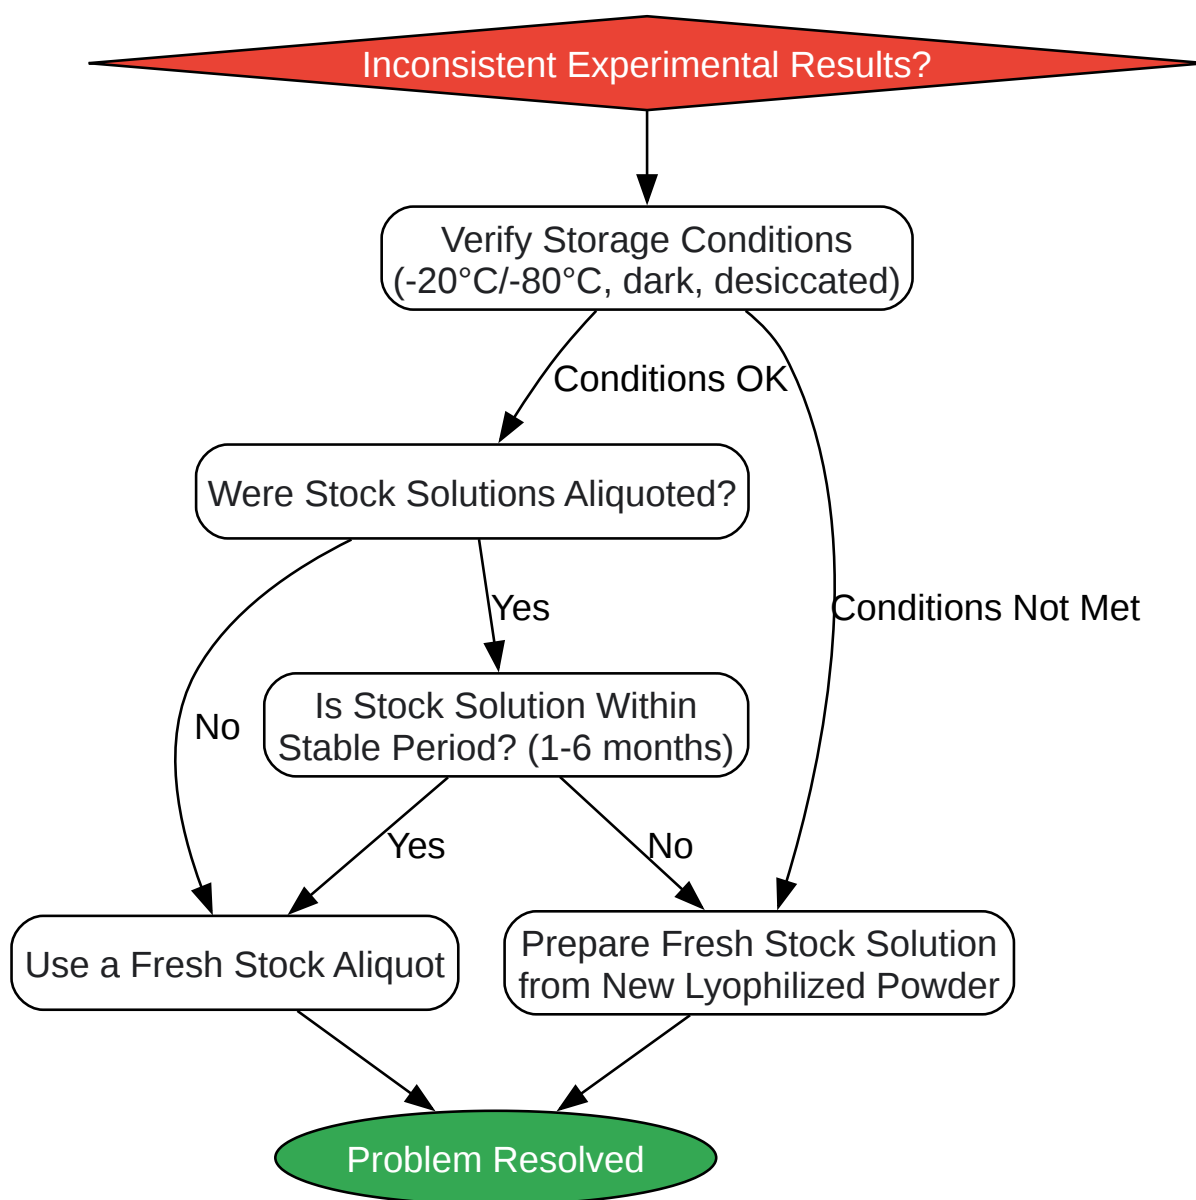 Inconsistent Experimental Results?
Verify Storage Conditions
(-20°C/-80°C, dark, desiccated)
Conditions OK
Were Stock Solutions Aliquoted?
Yes
Conditions Not Met
Is Stock Solution Within
Stable Period? (1-6 months)
No
Yes
No
Use a Fresh Stock Aliquot
Prepare Fresh Stock Solution
from New Lyophilized Powder
Problem Resolved